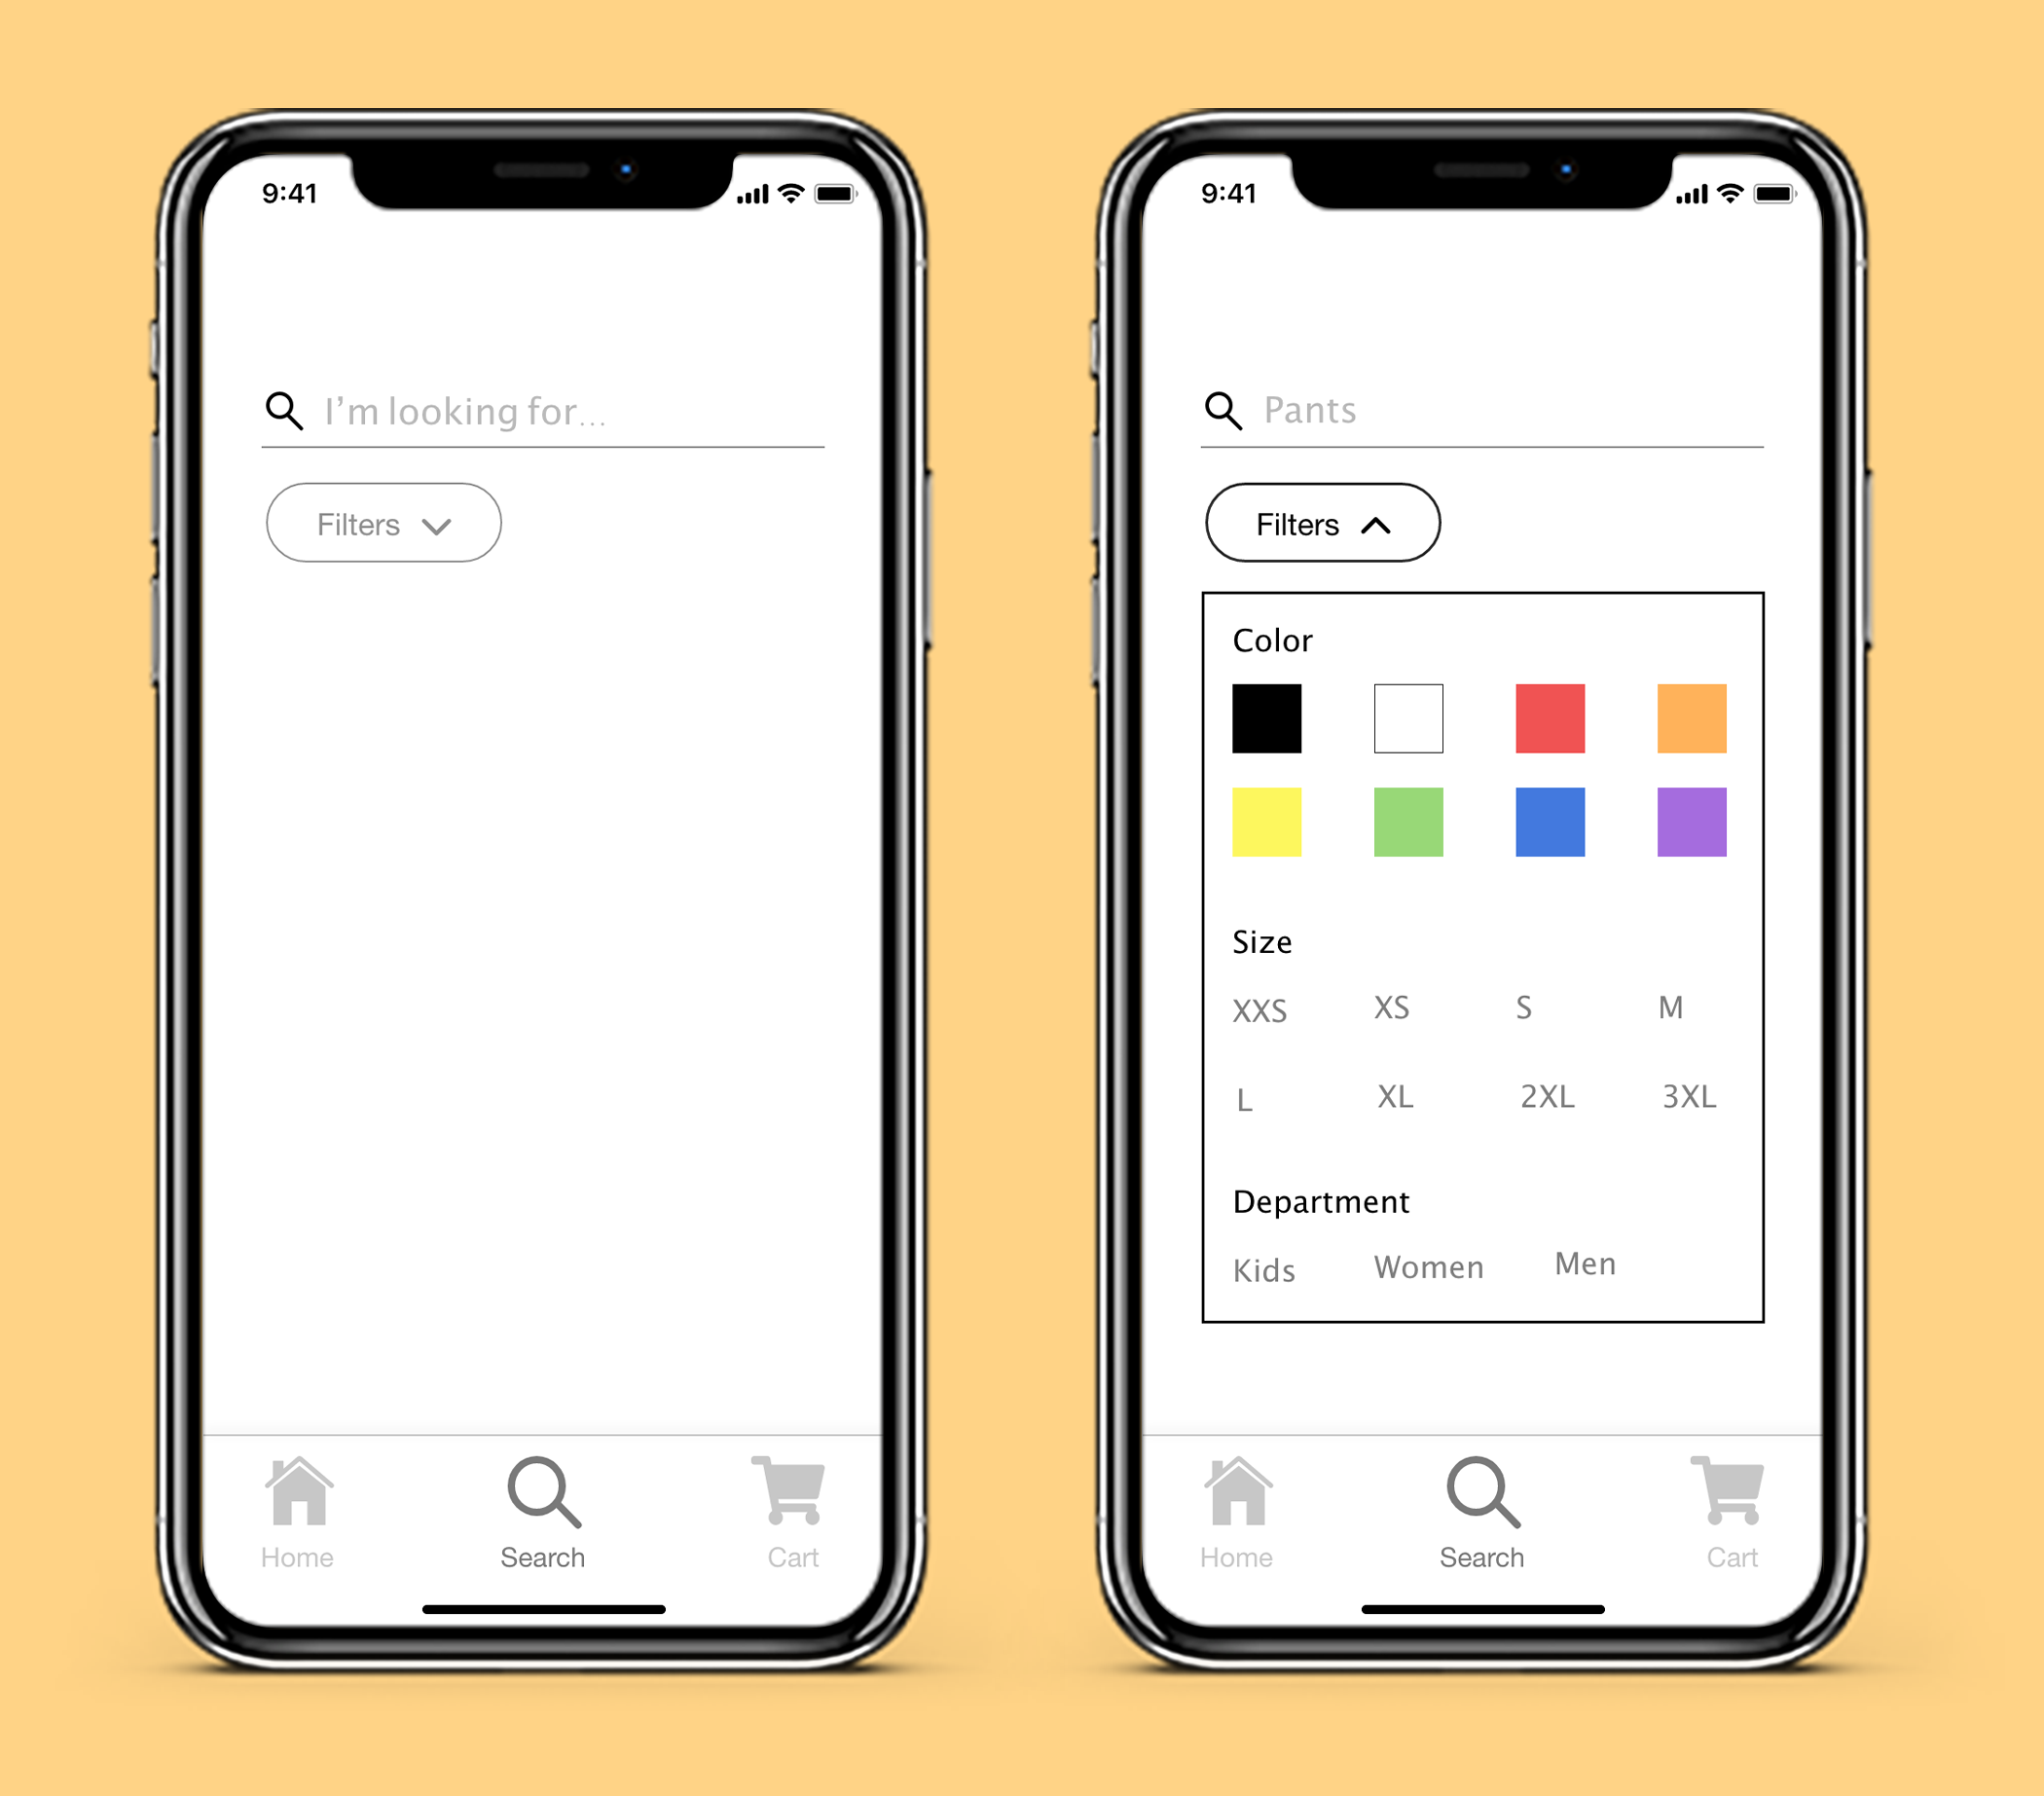 9:41
I'm looking for...
Filters
Home Search Cart
9:41
Pants
Filters
Color
Size
XXS XS S M
L XL 2XL 3XL
Department
Kids Women Men
Home Search Cart